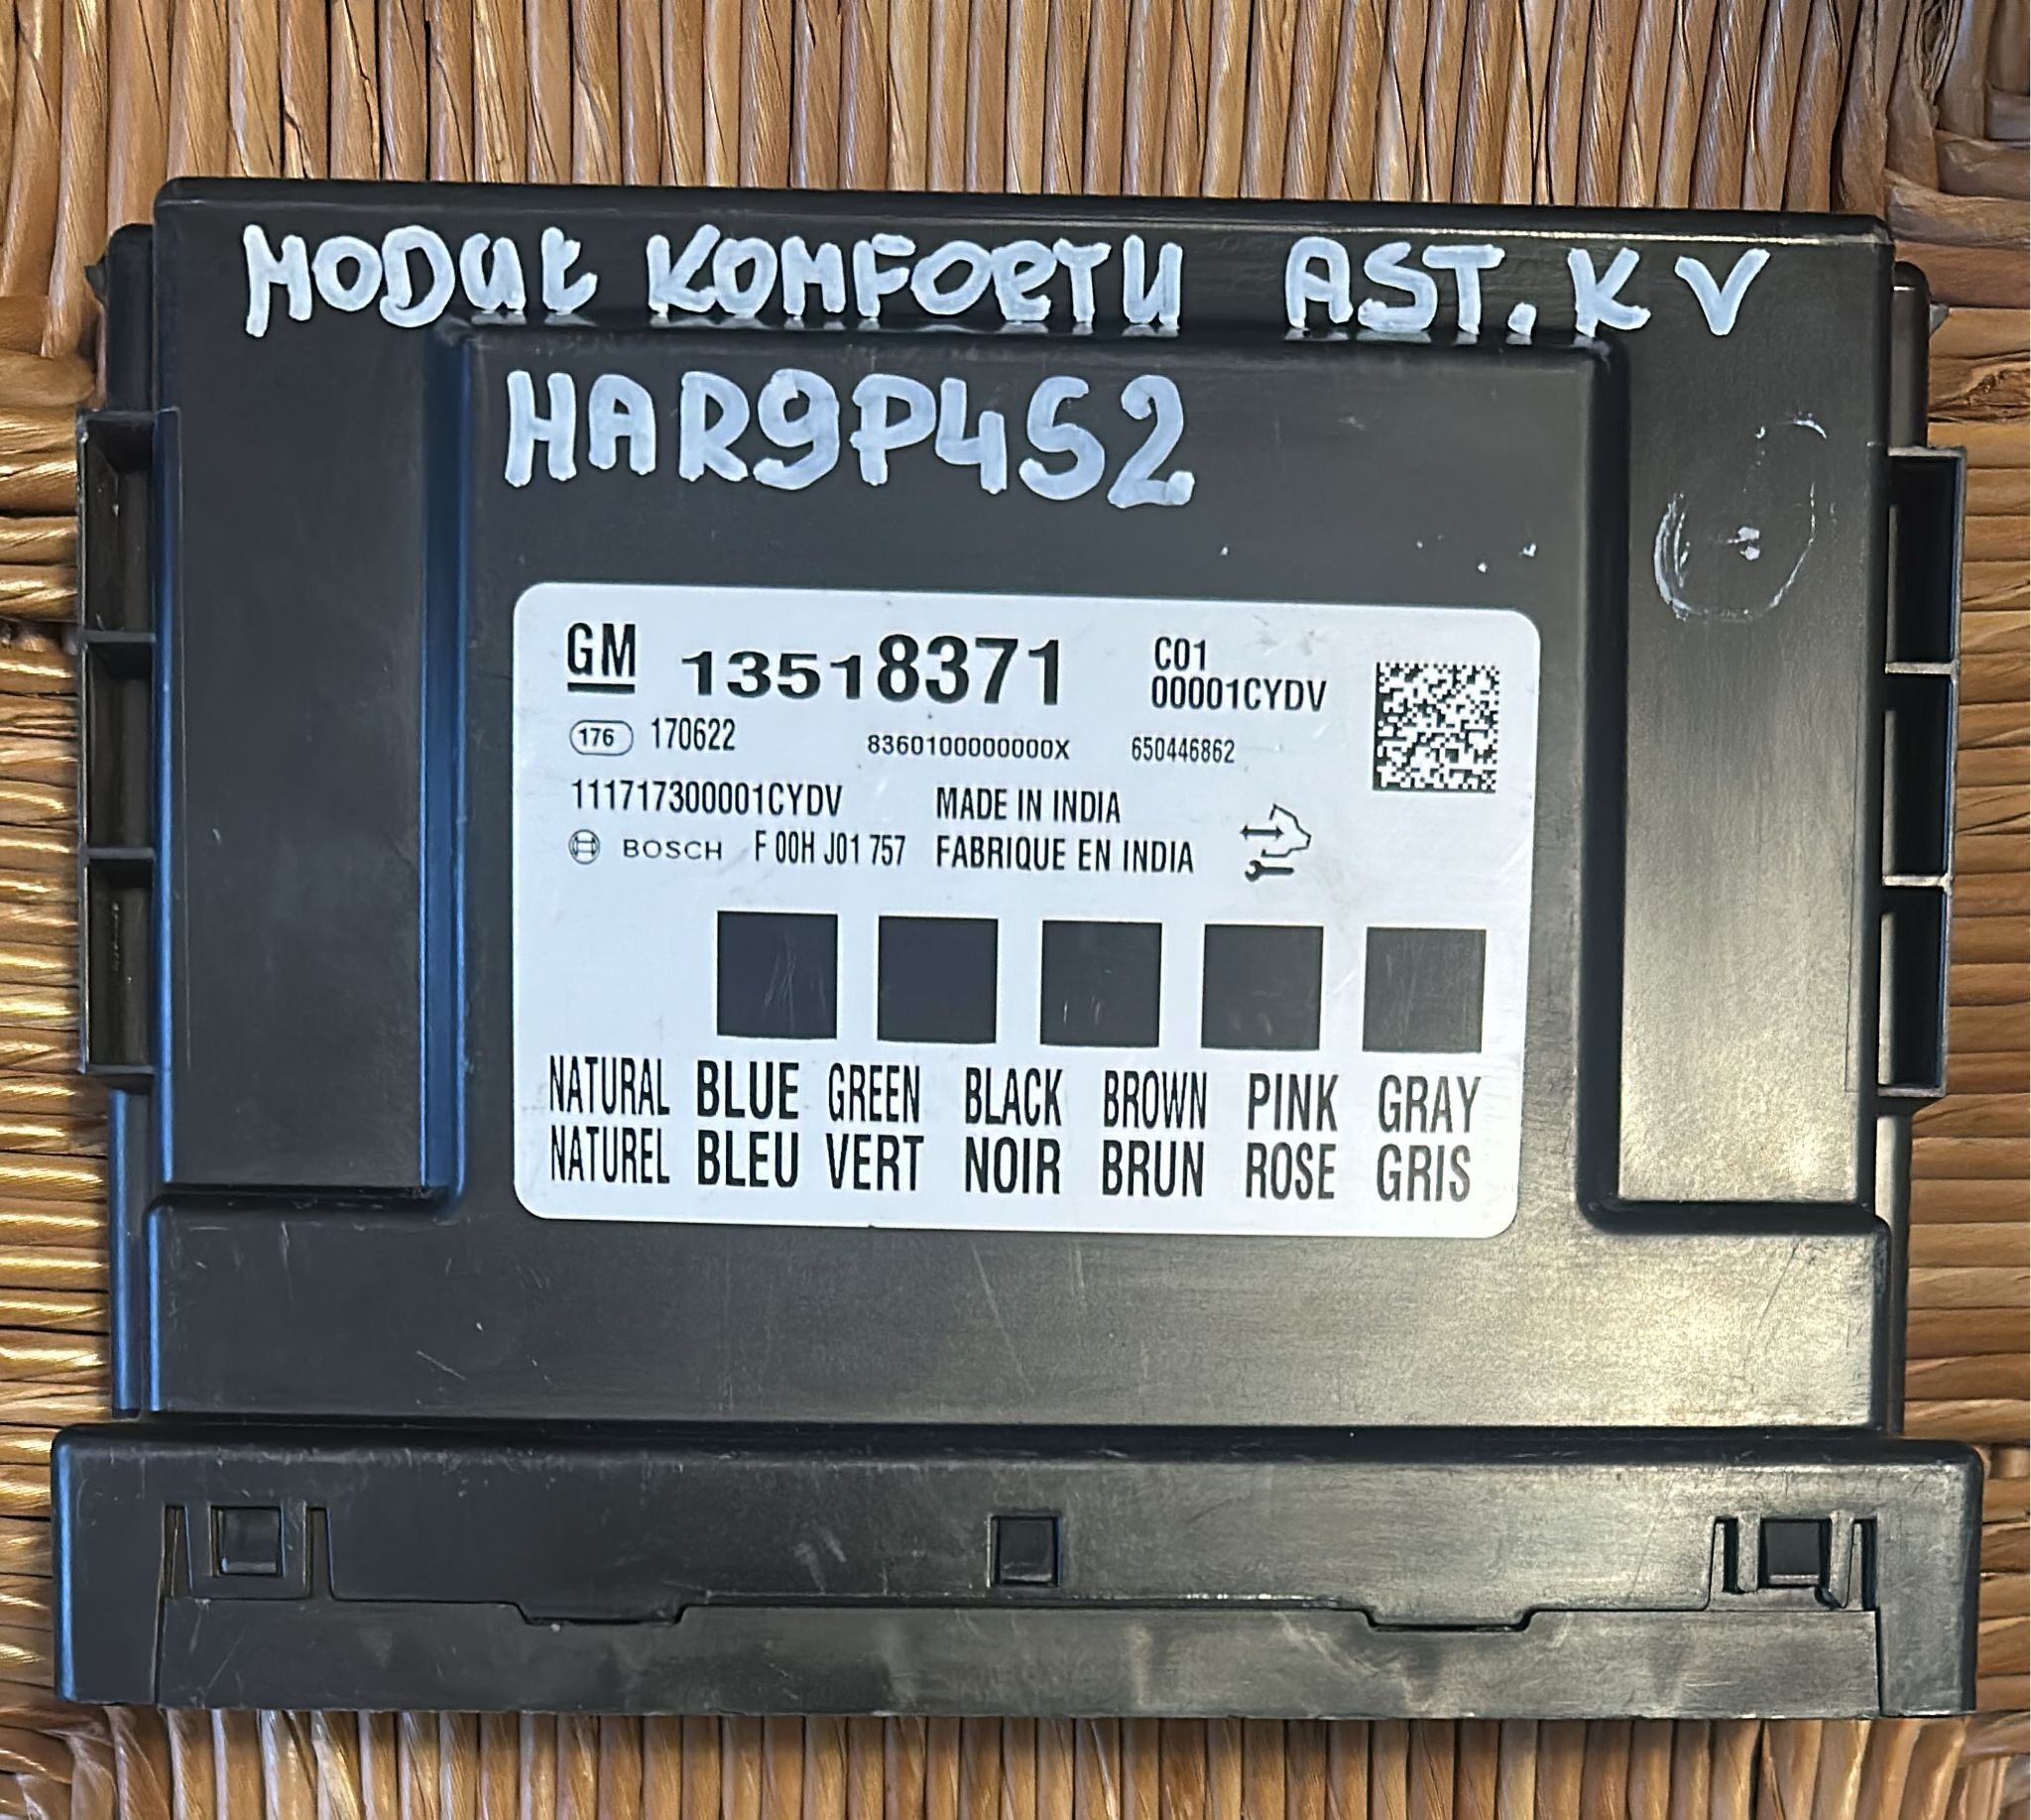 MODUŁ KOMFORTU AST. K V
HAR9P4S2
GM 13518371 C01
00001CYDV
176 170622 8360100000000X 650446862
111717300001CYDV MADE IN INDIA
BOSCH F 00H J01 757 FABRIQUE EN INDIA
NATURAL BLUE GREEN BLACK BROWN PINK GRAY
NATUREL BLEU VERT NOIR BRUN ROSE GRIS